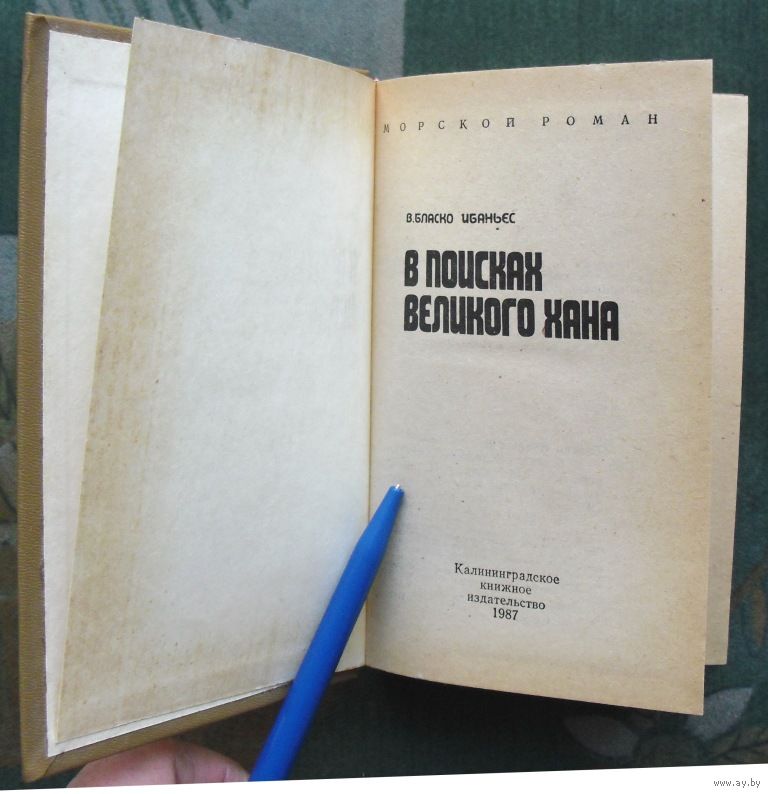 МОРСКОЙ РОМАН
В.БЛАСКО ИБАНЬЕС
В ПОИСКАХ
ВЕЛИКОГО ХАНА
Калининградское
книжное
издательство
1987
www.ay.by